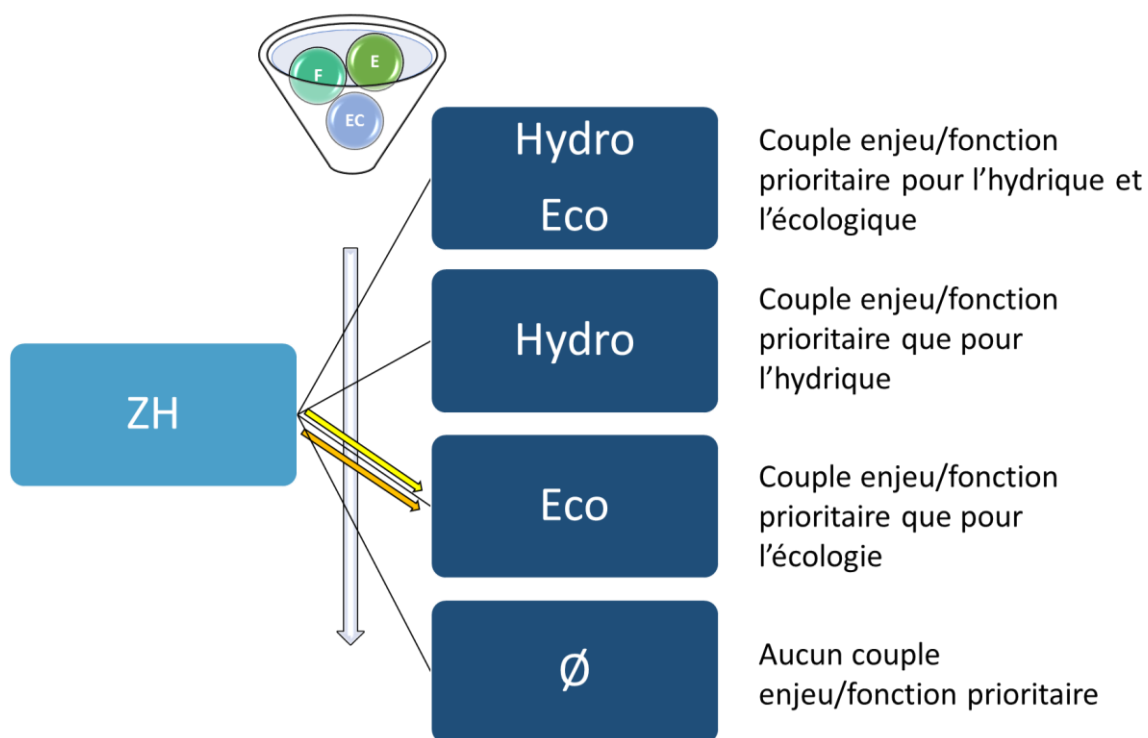 F
E
EC
Hydro
Eco
Couple enjeu/fonction
prioritaire pour l’hydrique et
l’écologique
Hydro
Couple enjeu/fonction
prioritaire que pour
l’hydrique
ZH
Eco
Couple enjeu/fonction
prioritaire que pour
l’écologie
Ø
Aucun couple
enjeu/fonction prioritaire